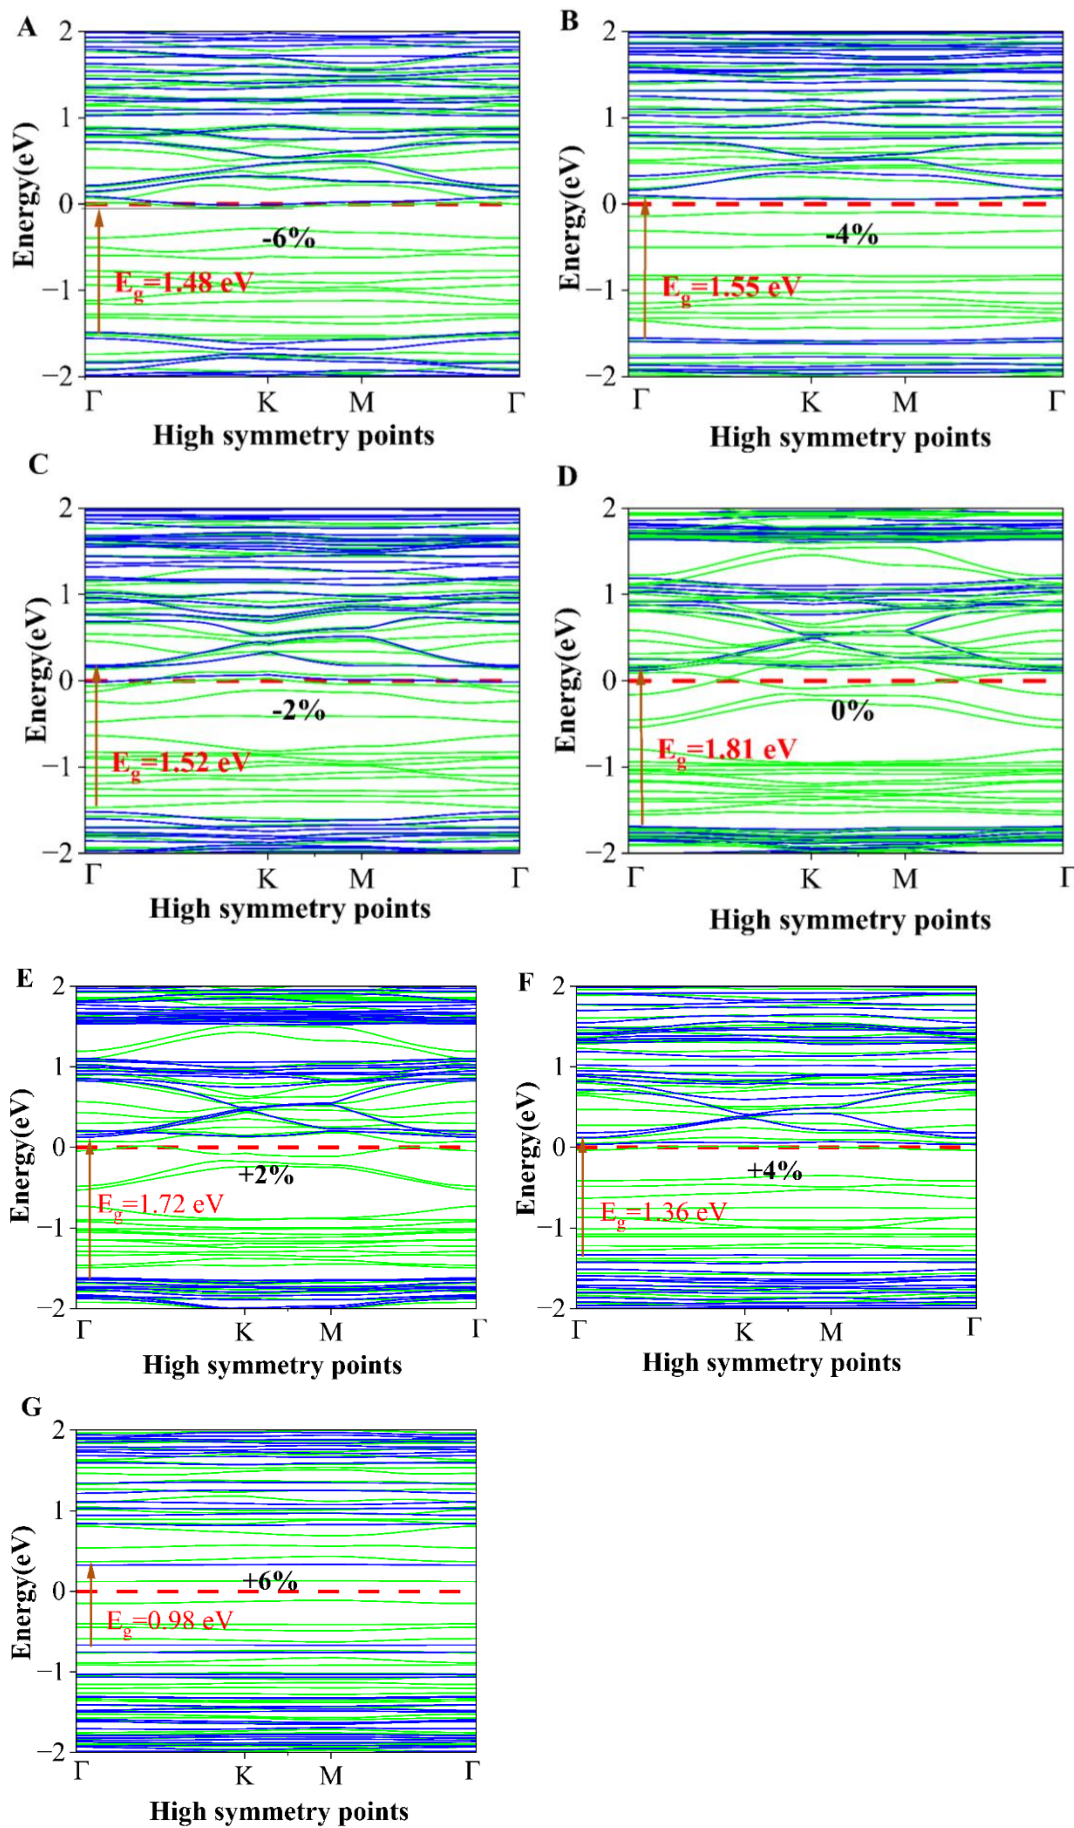 A
Energy(eV)
2
1
0
−1
−2
-6%
Eg=1.48 eV
Γ K M Γ
High symmetry points
B
Energy(eV)
2
1
0
−1
−2
-4%
Eg=1.55 eV
Γ K M Γ
High symmetry points
C
Energy(eV)
2
1
0
−1
−2
-2%
Eg=1.52 eV
Γ K M Γ
High symmetry points
D
Energy(eV)
2
1
0
−1
−2
0%
Eg=1.81 eV
Γ K M Γ
High symmetry points
E
Energy(eV)
2
1
0
−1
−2
+2%
Eg=1.72 eV
Γ K M Γ
High symmetry points
F
Energy(eV)
2
1
0
−1
−2
+4%
Eg=1.36 eV
Γ K M Γ
High symmetry points
G
Energy(eV)
2
1
0
−1
−2
+6%
Eg=0.98 eV
Γ K M Γ
High symmetry points